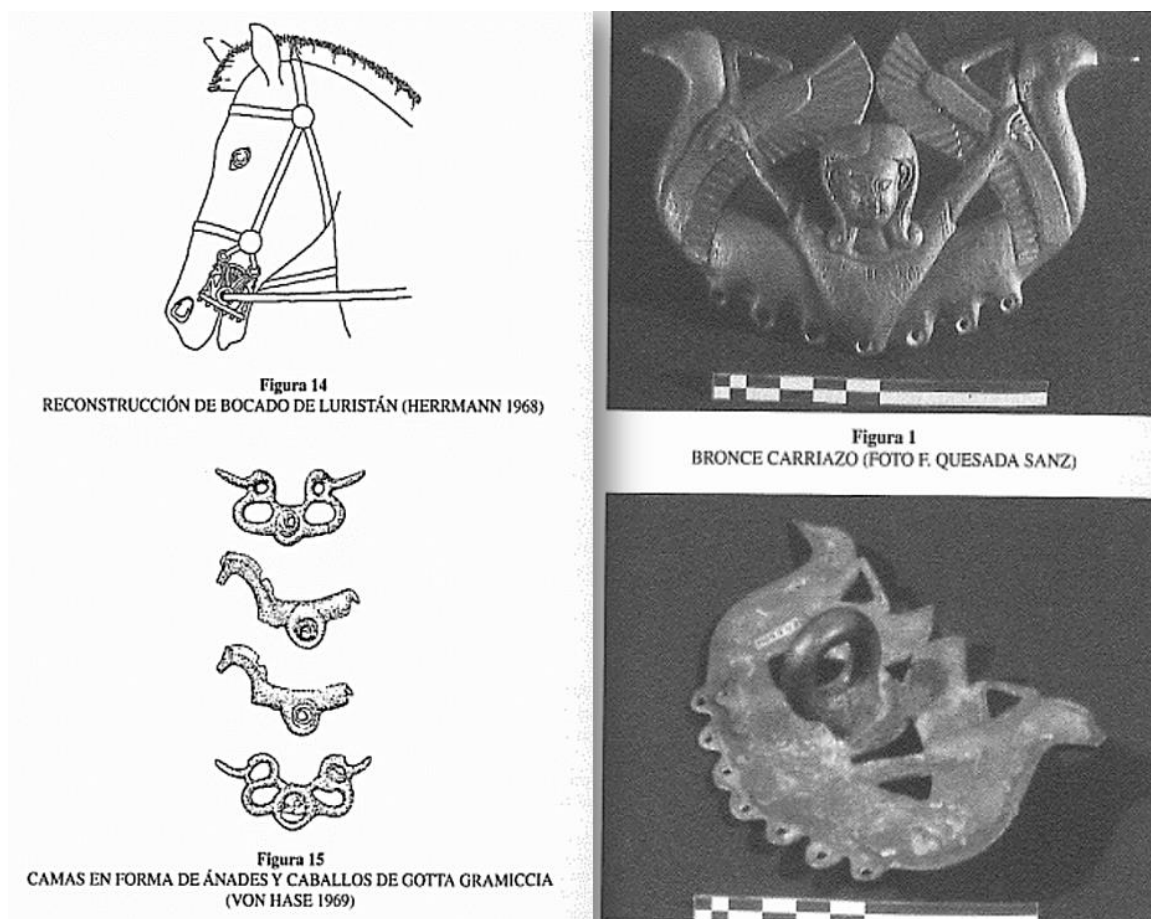 Figura 14
RECONSTRUCCIÓN DE BOCADO DE LURISTÁN (HERRMANN 1968)
Figura 15
CAMAS EN FORMA DE ÁNADES Y CABALLOS DE GOTTA GRAMICCIA
(VON HASE 1969)
Figura 1
BRONCE CARRIAZO (FOTO F. QUESADA SANZ)